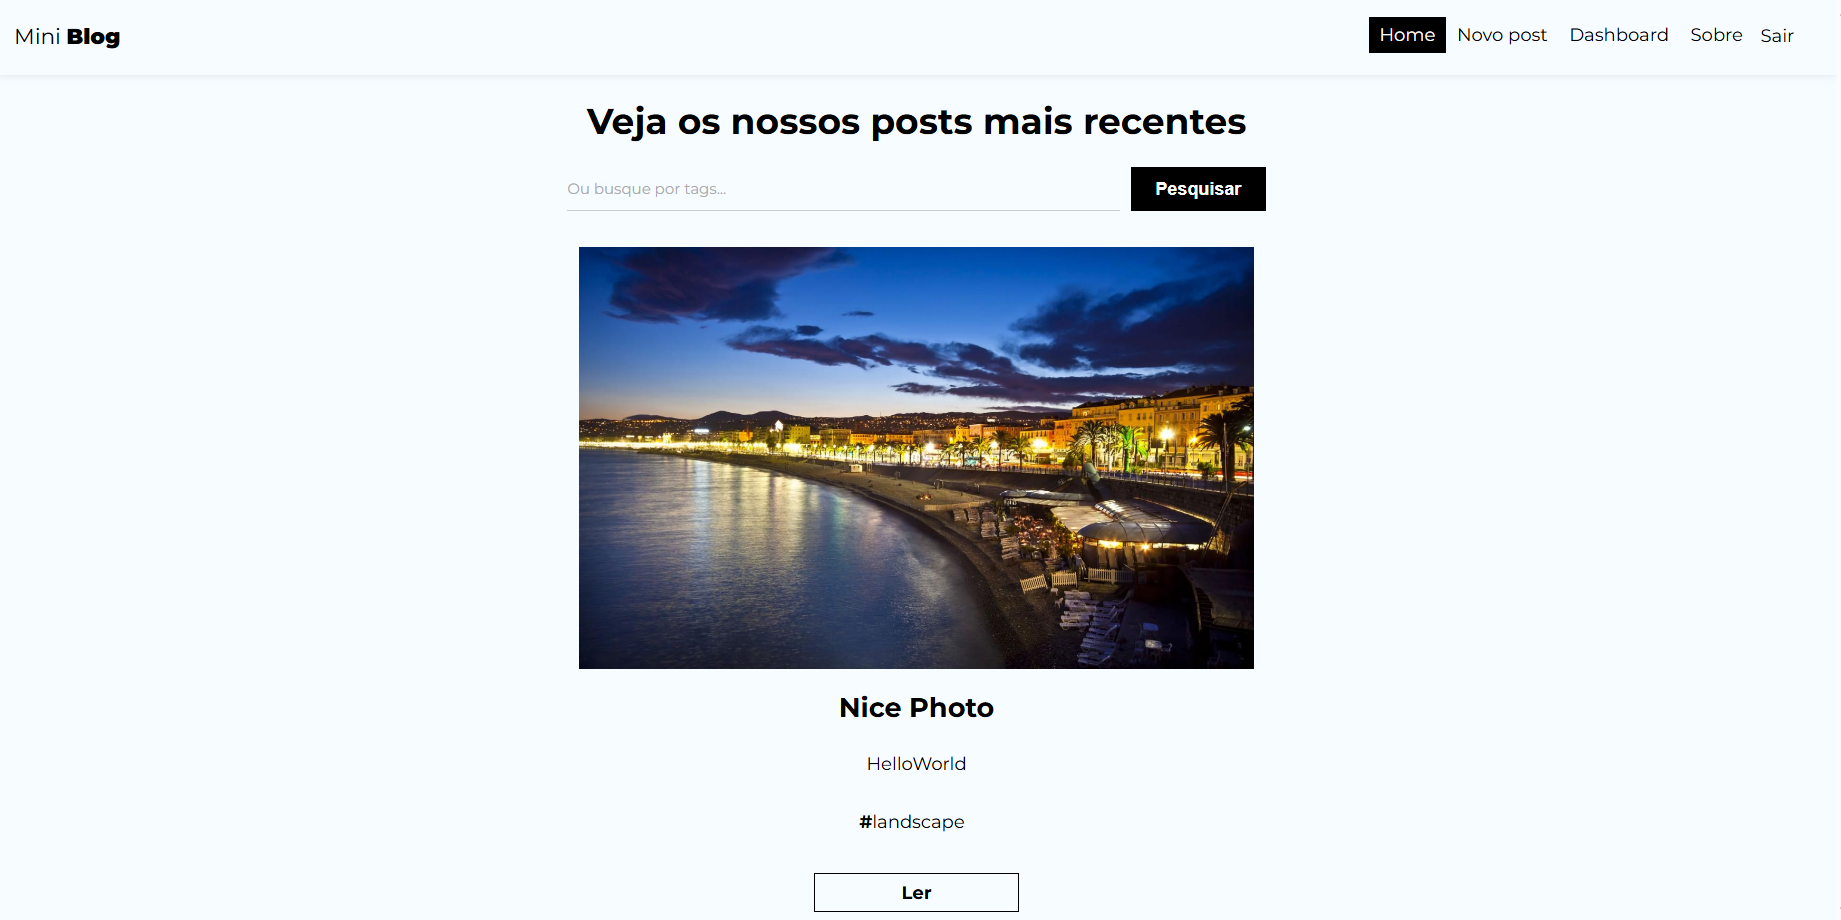 Mini Blog
Home Novo post Dashboard Sobre Sair
Veja os nossos posts mais recentes
Ou busque por tags...
Pesquisar
Nice Photo
HelloWorld
#landscape
Ler